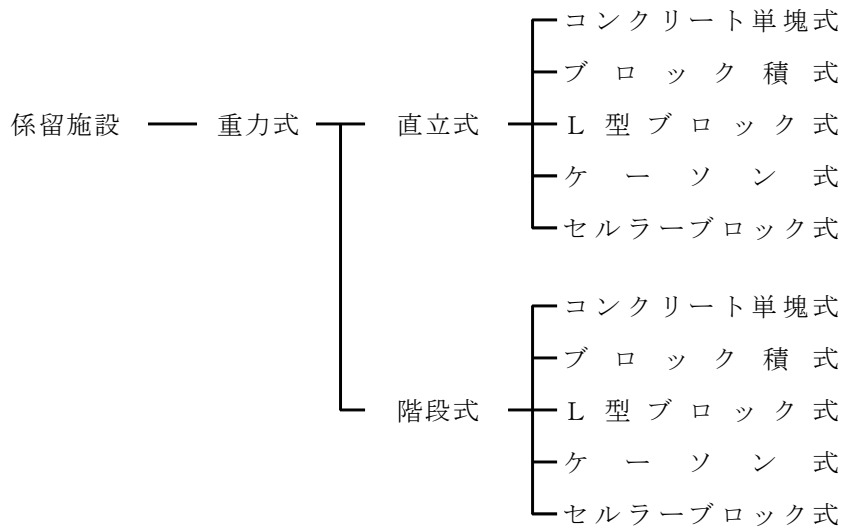 コンクリート単塊式
ブロック積式
係留施設 重力式 直立式 L型ブロック式
ケーソン式
セルラーブロック式
コンクリート単塊式
ブロック積式
階段式 L型ブロック式
ケーソン式
セルラーブロック式